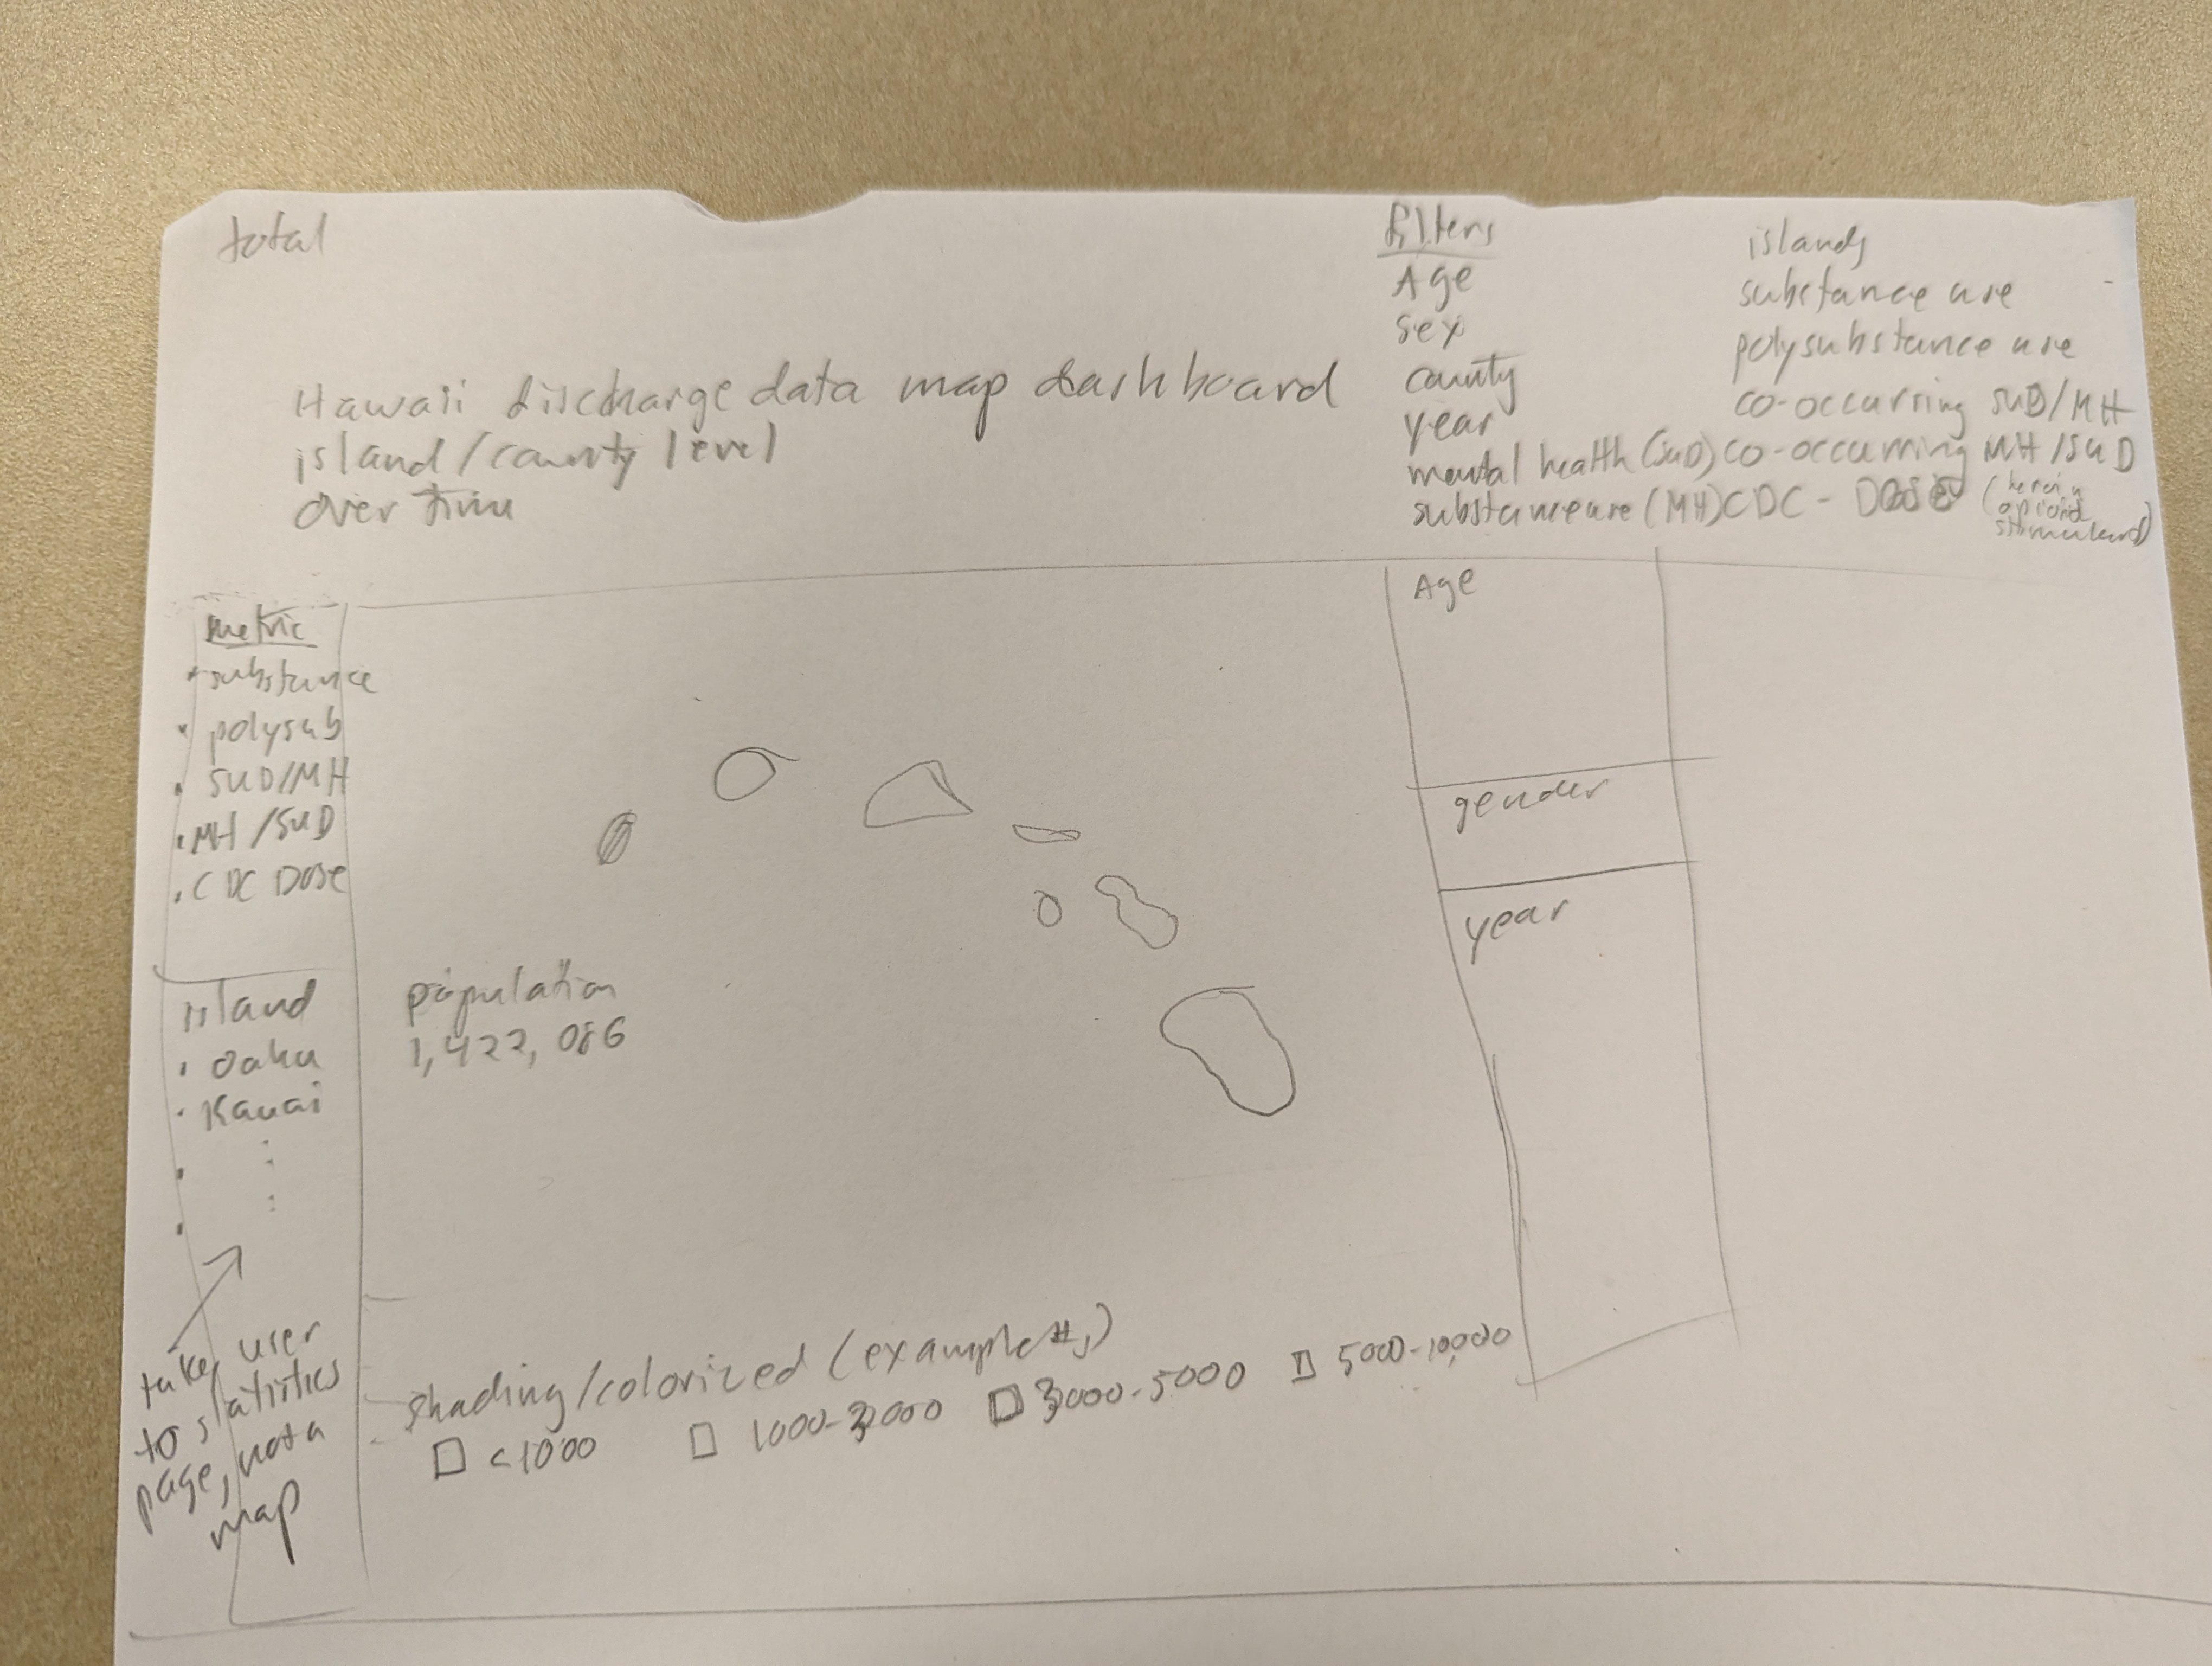 total
Hawaii discharge data map dashboard
island/county level
over time
filters
Age
sex
county
year
mental health (SUD)
substance use (MH)
islands
substance use
polysubstance use
co-occurring SUD/MH
co-occurring MH/SUD
CDC - DOSE (heroin
opioid
stimulant)
metric
• substance
• polysub
• SUD/MH
• MH/SUD
• CDC DOSE
island
• Oahu
• Kauai
take user
to statistics
page, not a
map
population
1,422,086
Age
gender
year
shading/colorized (example #s)
<1000
1000-3000
3000-5000
5000-10,000